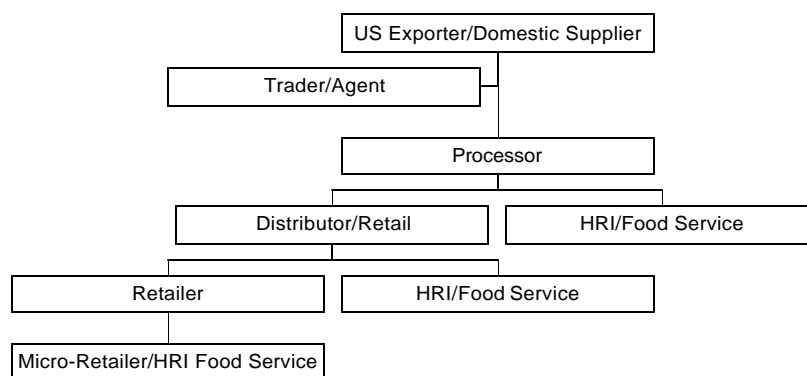 US Exporter/Domestic Supplier
Trader/Agent
Processor
Distributor/Retail
HRI/Food Service
Retailer
HRI/Food Service
Micro-Retailer/HRI Food Service